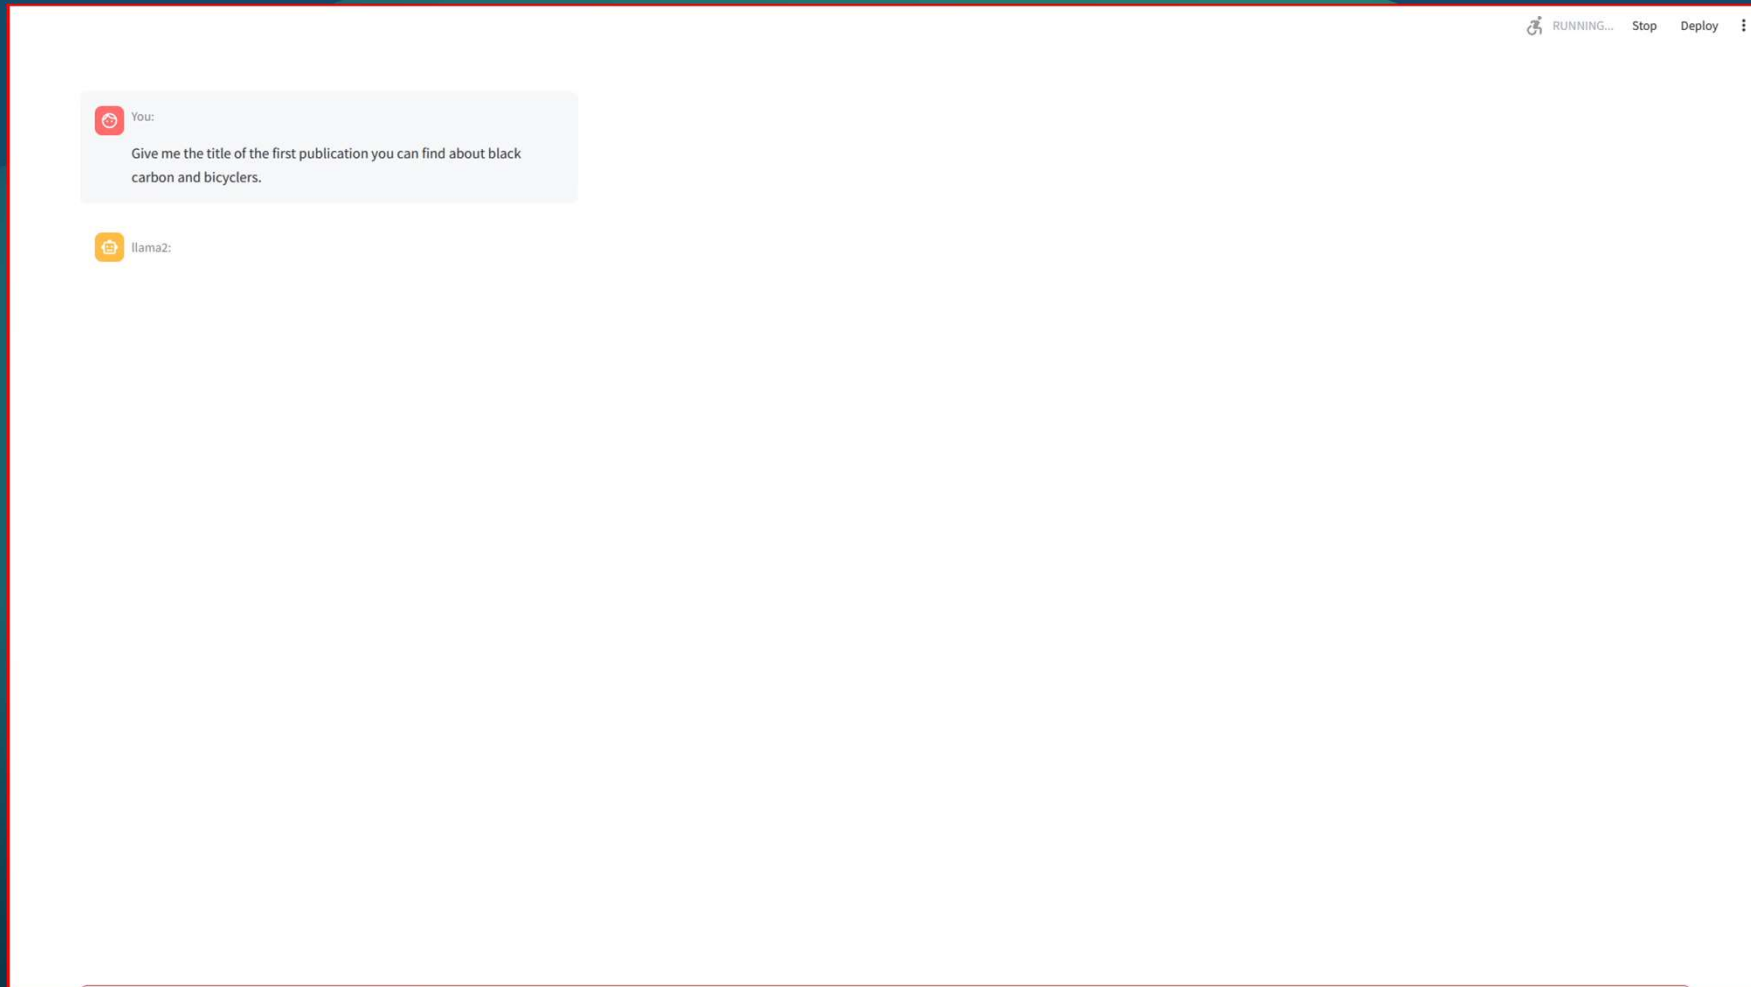 RUNNING... Stop Deploy
You:
Give me the title of the first publication you can find about black
carbon and bicyclers.
llama2: